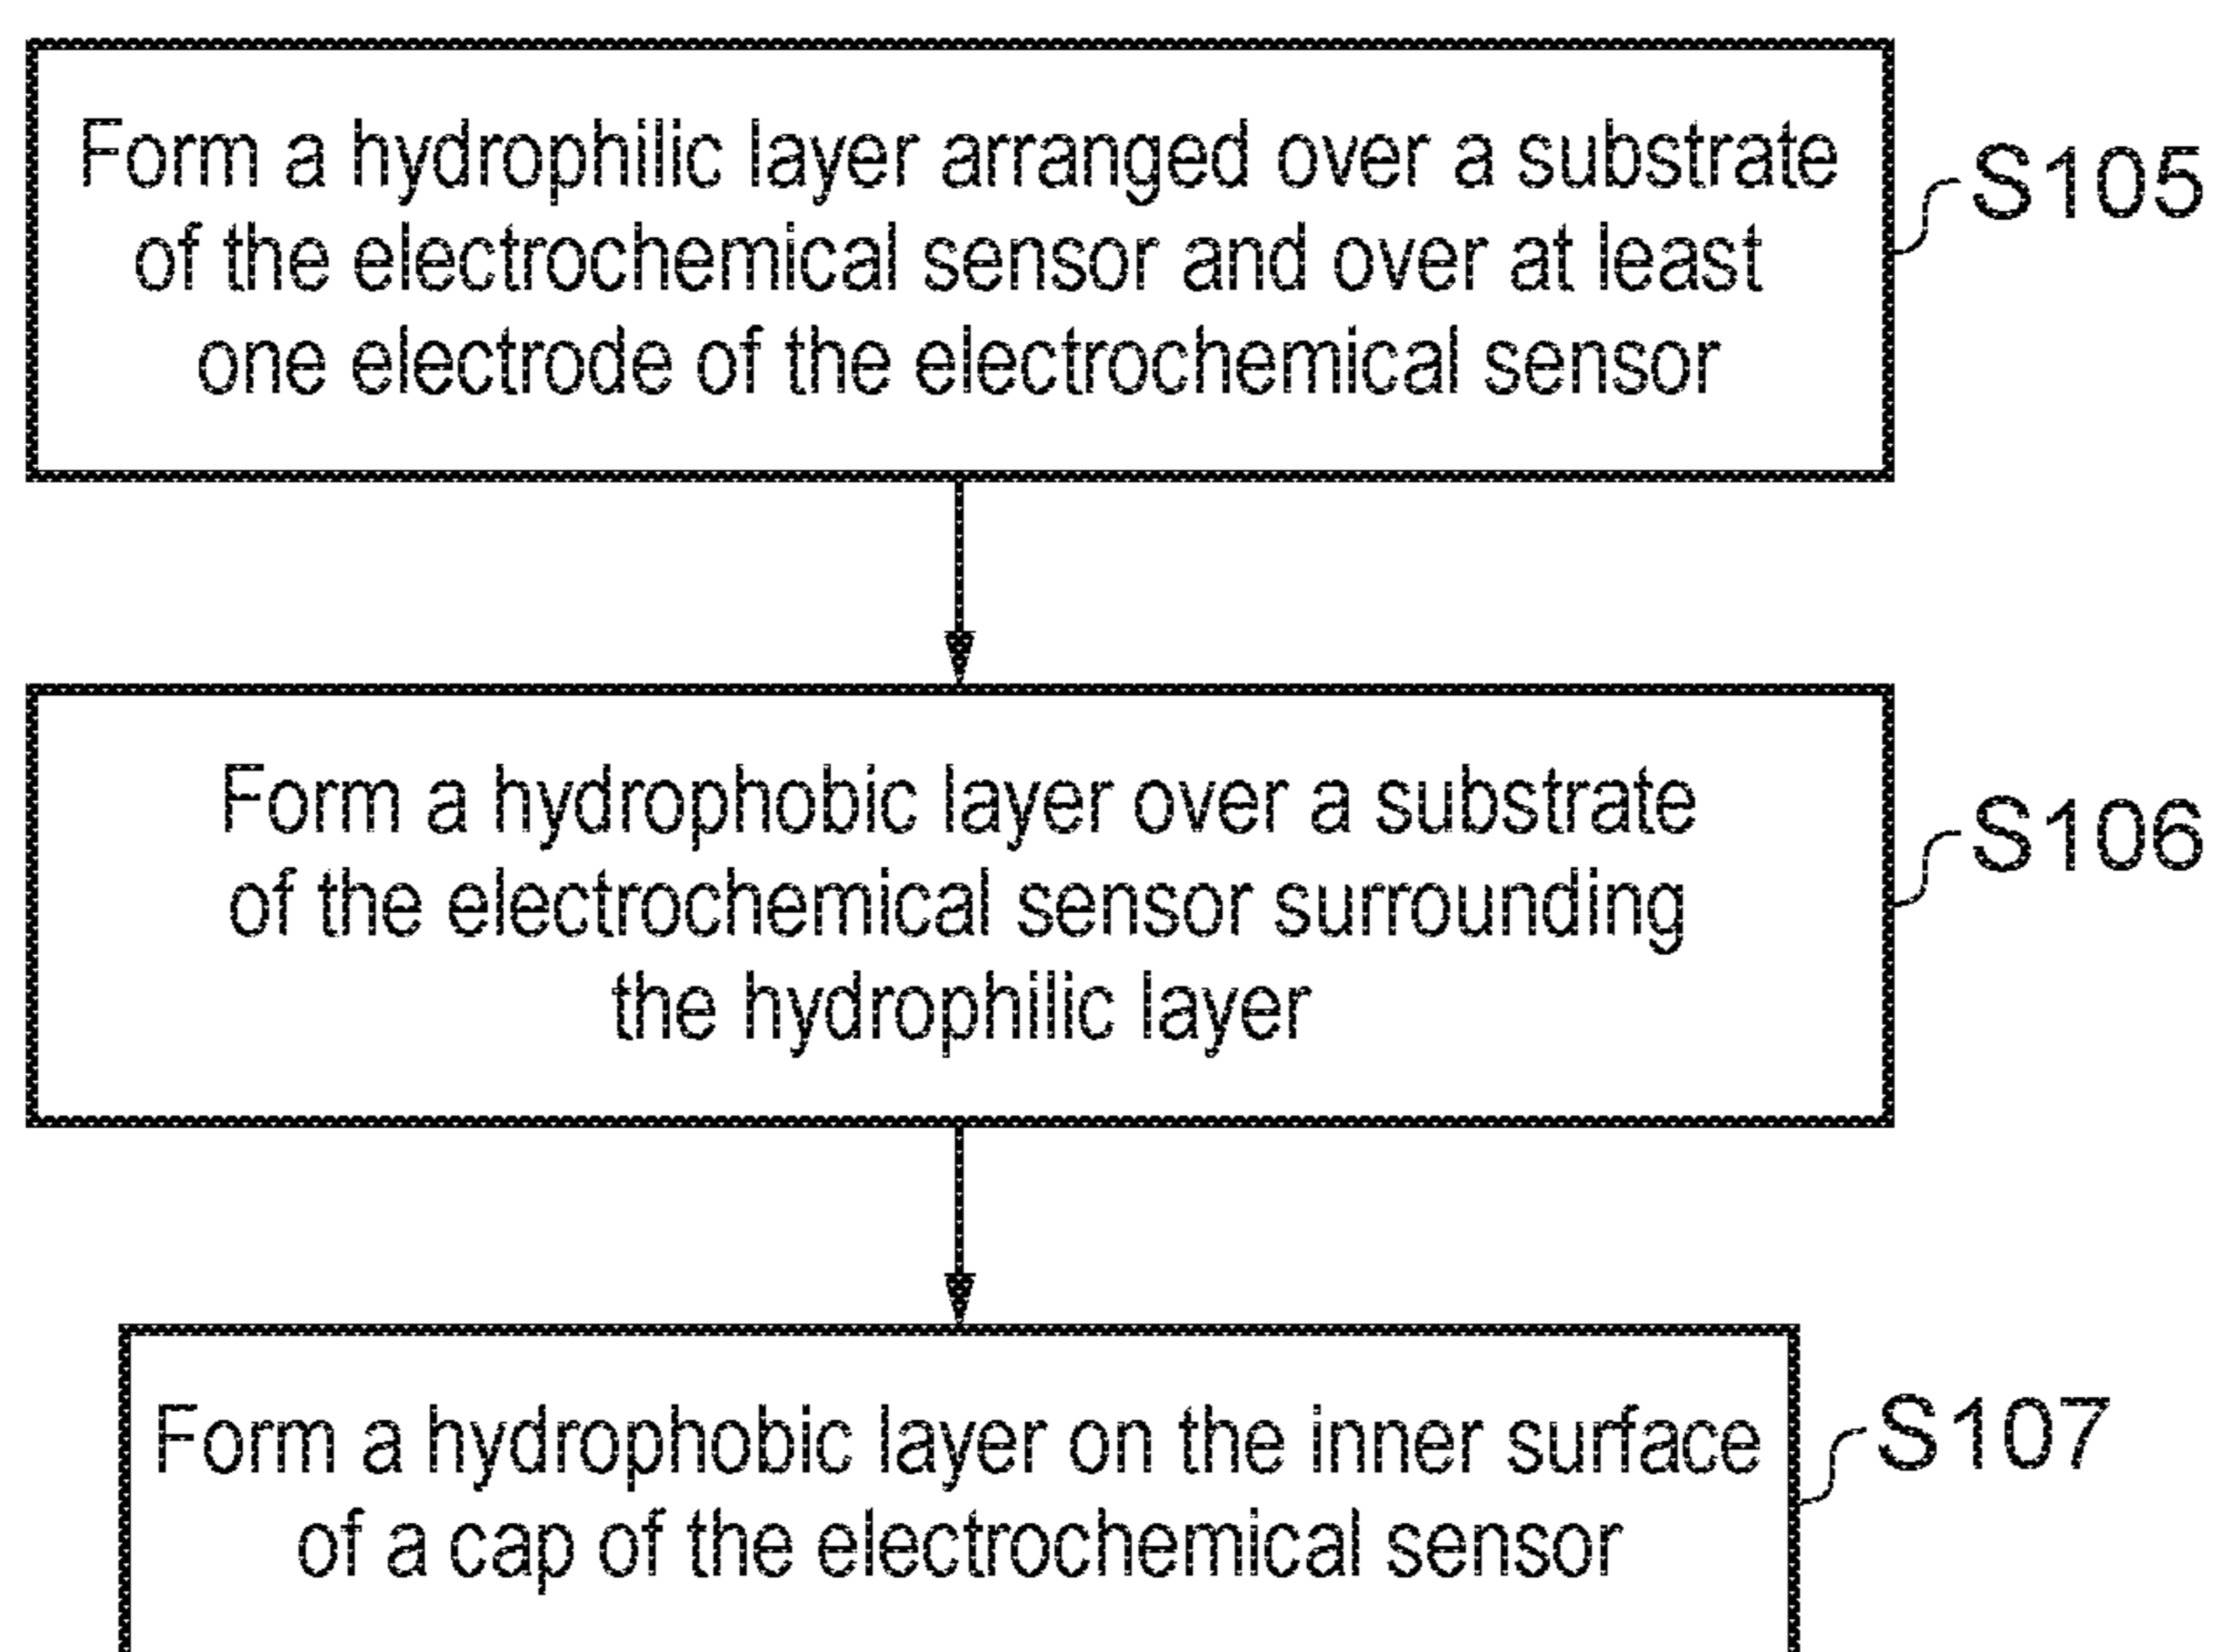 Form a hydrophilic layer arranged over a substrate
of the electrochemical sensor and over at least
one electrode of the electrochemical sensor
S105
Form a hydrophobic layer over a substrate
of the electrochemical sensor surrounding
the hydrophilic layer
S106
Form a hydrophobic layer on the inner surface
of a cap of the electrochemical sensor
S107